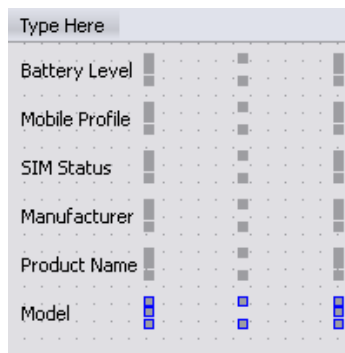 Type Here
Battery Level
Mobile Profile
SIM Status
Manufacturer
Product Name
Model